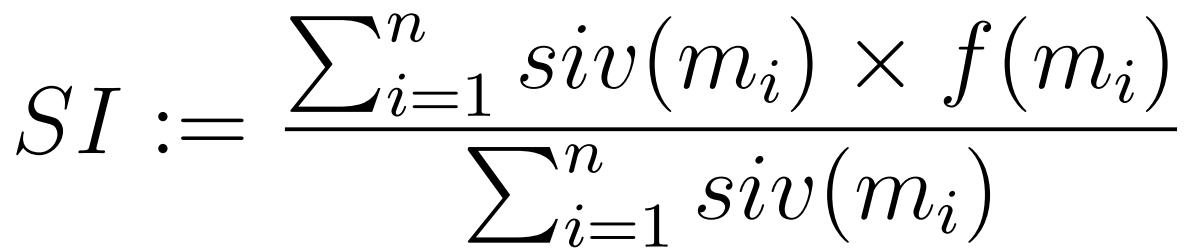 SI := \frac{\sum_{i=1}^{n} siv(m_i) \times f(m_i)}{\sum_{i=1}^{n} siv(m_i)}